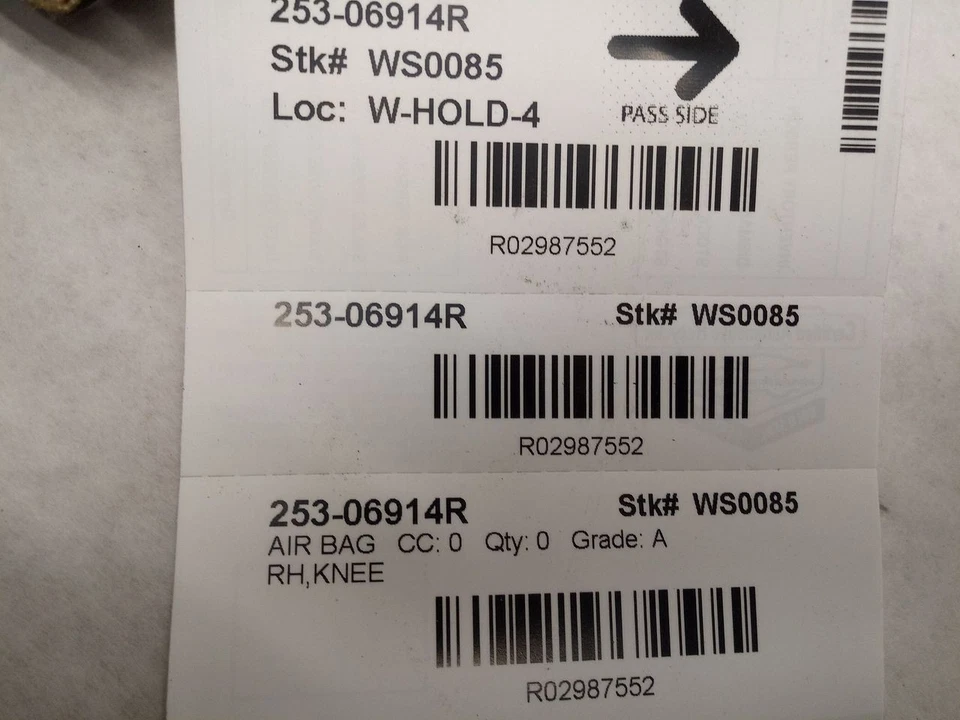 253-06914R
Stk# WS0085
Loc: W-HOLD-4
PASS SIDE
R02987552
253-06914R Stk# WS0085
R02987552
253-06914R Stk# WS0085
AIR BAG CC: 0 Qty: 0 Grade: A
RH,KNEE
R02987552